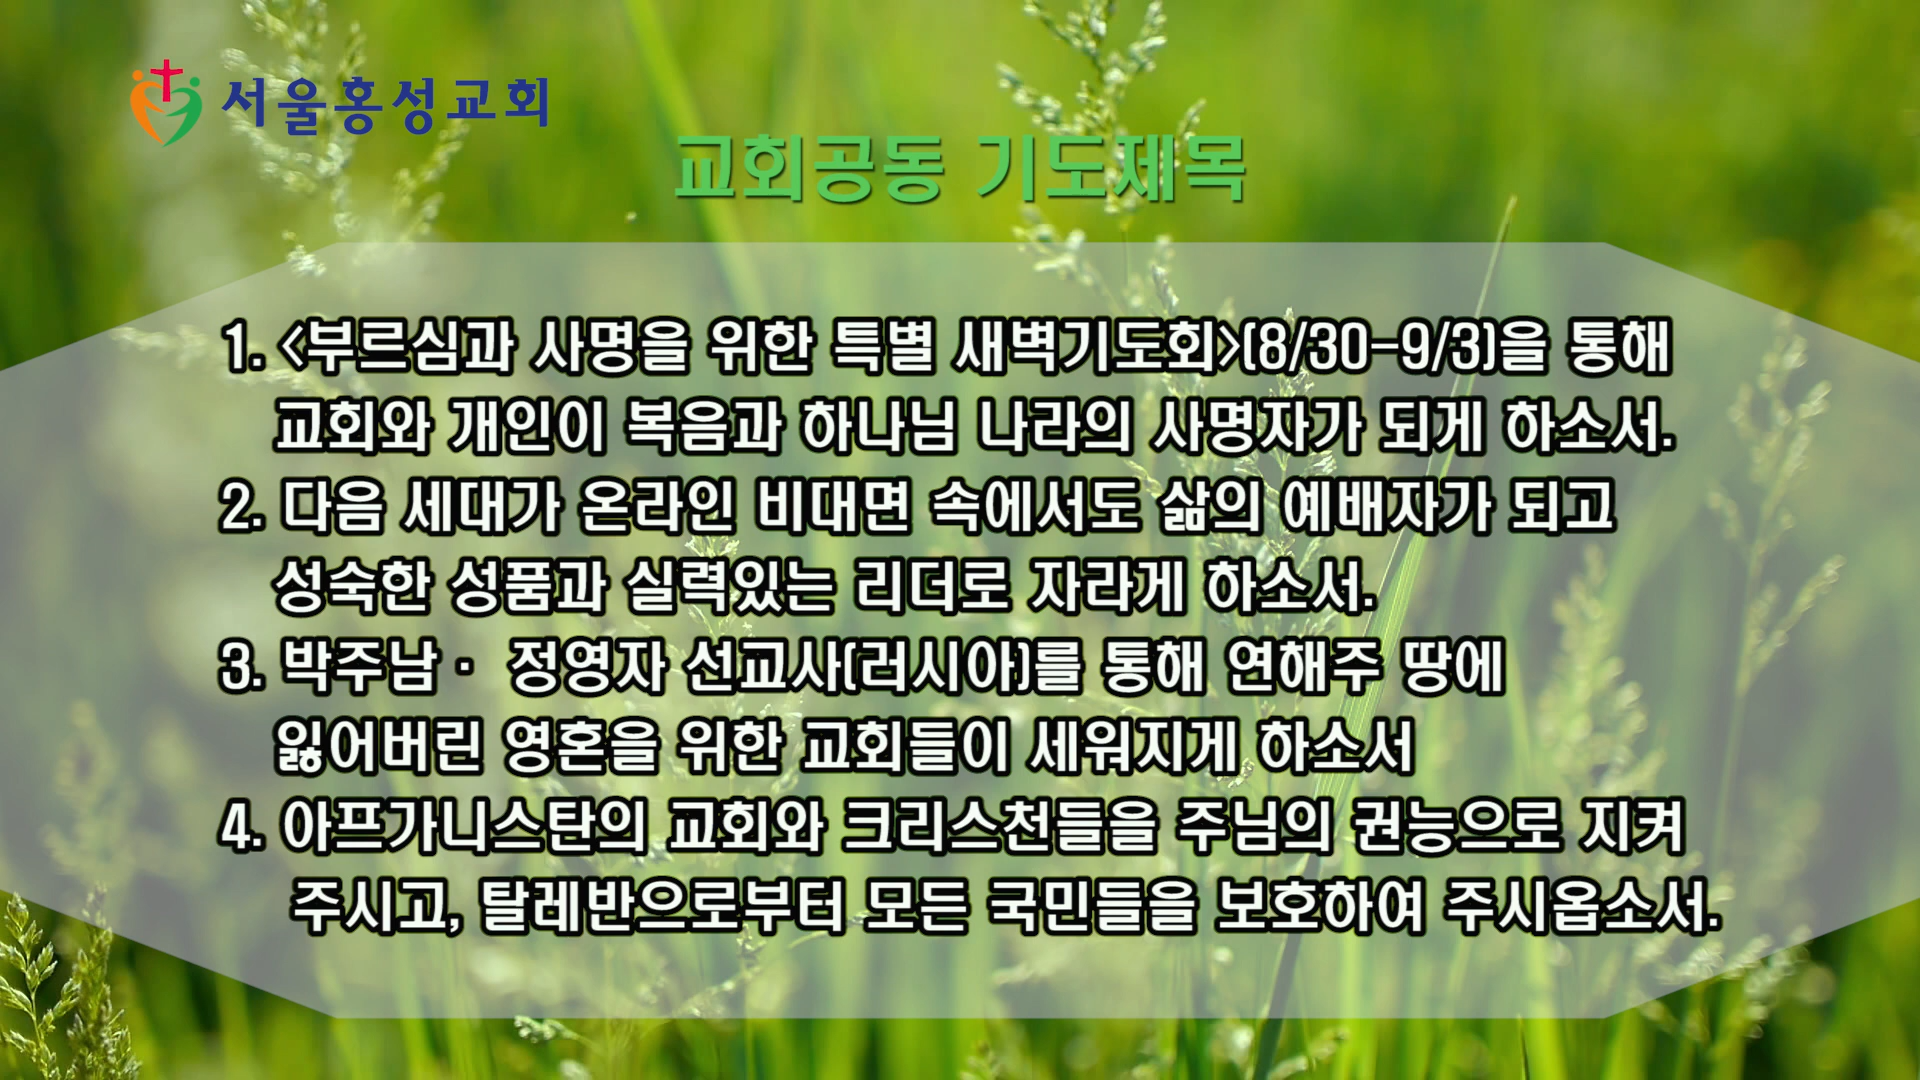 서울홍성교회
교회공동 기도제목
1. <부르심과 사명을 위한 특별 새벽기도회>(8/30-9/3)을 통해
교회와 개인이 복음과 하나님 나라의 사명자가 되게 하소서.
2. 다음 세대가 온라인 비대면 속에서도 삶의 예배자가 되고
성숙한 성품과 실력있는 리더로 자라게 하소서.
3. 박주남· 정영자 선교사(러시아)를 통해 연해주 땅에
잃어버린 영혼을 위한 교회들이 세워지게 하소서
4. 아프가니스탄의 교회와 크리스천들을 주님의 권능으로 지켜
주시고, 탈레반으로부터 모든 국민들을 보호하여 주시옵소서.